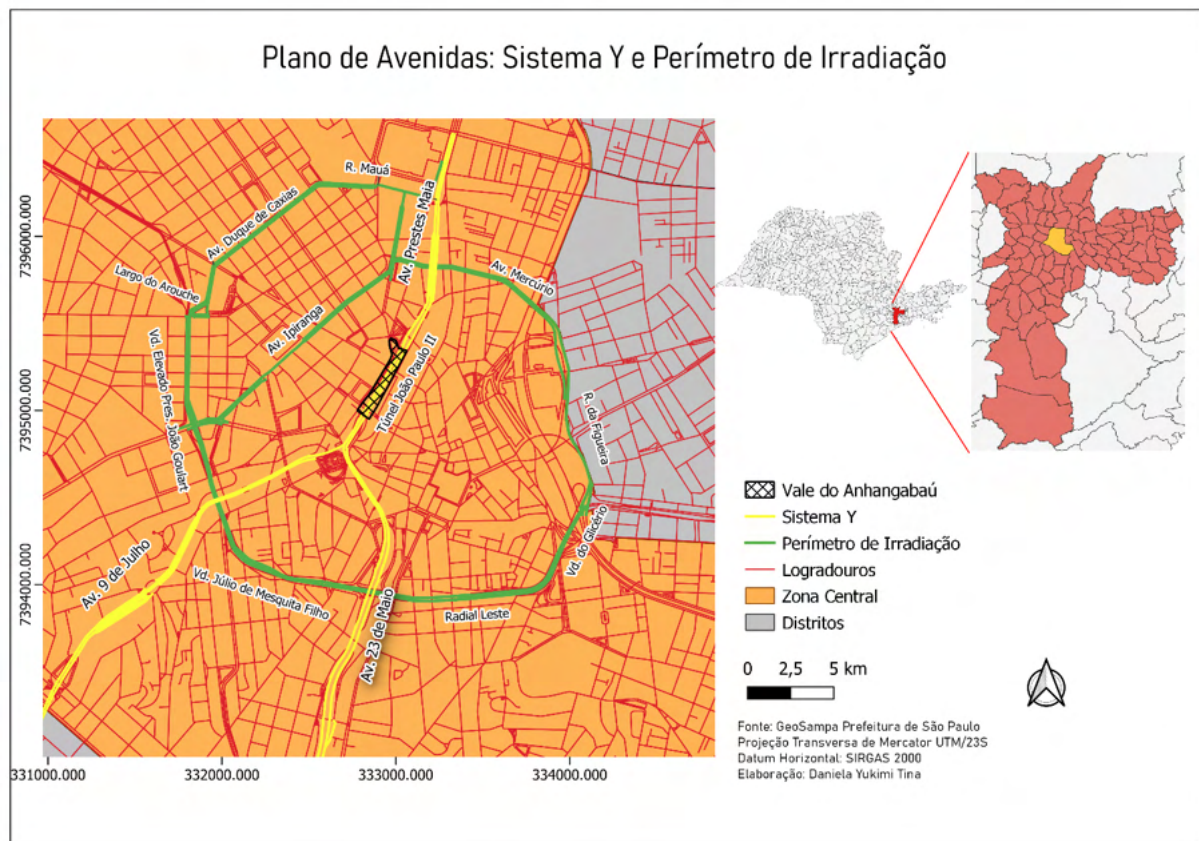 Plano de Avenidas: Sistema Y e Perímetro de Irradiação
R. Mauá
Av. Duque de Caxias
Av. Prestes Maia
Largo do Arouche
Av. Mercurio
Av. Ipiranga
Vd. Elevado Pres. João Goulart
Túnel João Paulo II
R. da Figueira
Av. 9 de Julho
Vd. Júlio de Mesquita Filho
Vd. do Glicério
Av. 23 de Maio
Radial Leste
7396000.000
7395000.000
7394000.000
331000.000
332000.000
333000.000
334000.000
Vale do Anhangabaú
Sistema Y
Perímetro de Irradiação
Logradouros
Zona Central
Distritos
0 2,5 5 km
Fonte: GeoSampa Prefeitura de São Paulo
Projeção Transversa de Mercator UTM/23S
Datum Horizontal: SIRGAS 2000
Elaboração: Daniela Yukimi Tina